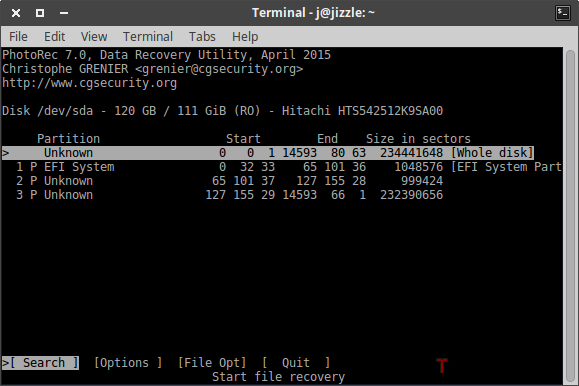 Terminal - j@jizzle: ~
File Edit View Terminal Tabs Help
PhotoRec 7.0, Data Recovery Utility, April 2015
Christophe GRENIER <grenier@cgsecurity.org>
http://www.cgsecurity.org
Disk /dev/sda - 120 GB / 111 GiB (RO) - Hitachi HTS542512K9SA00
Partition Start End Size in sectors
> Unknown 0 0 1 14593 80 63 234441648 [Whole disk]
1 P EFI System 0 32 33 65 101 36 1048576 [EFI System Part
2 P Unknown 65 101 37 127 155 28 999424
3 P Unknown 127 155 29 14593 66 1 232390656
>[ Search ] [Options ] [File Opt] [ Quit ]
T
Start file recovery